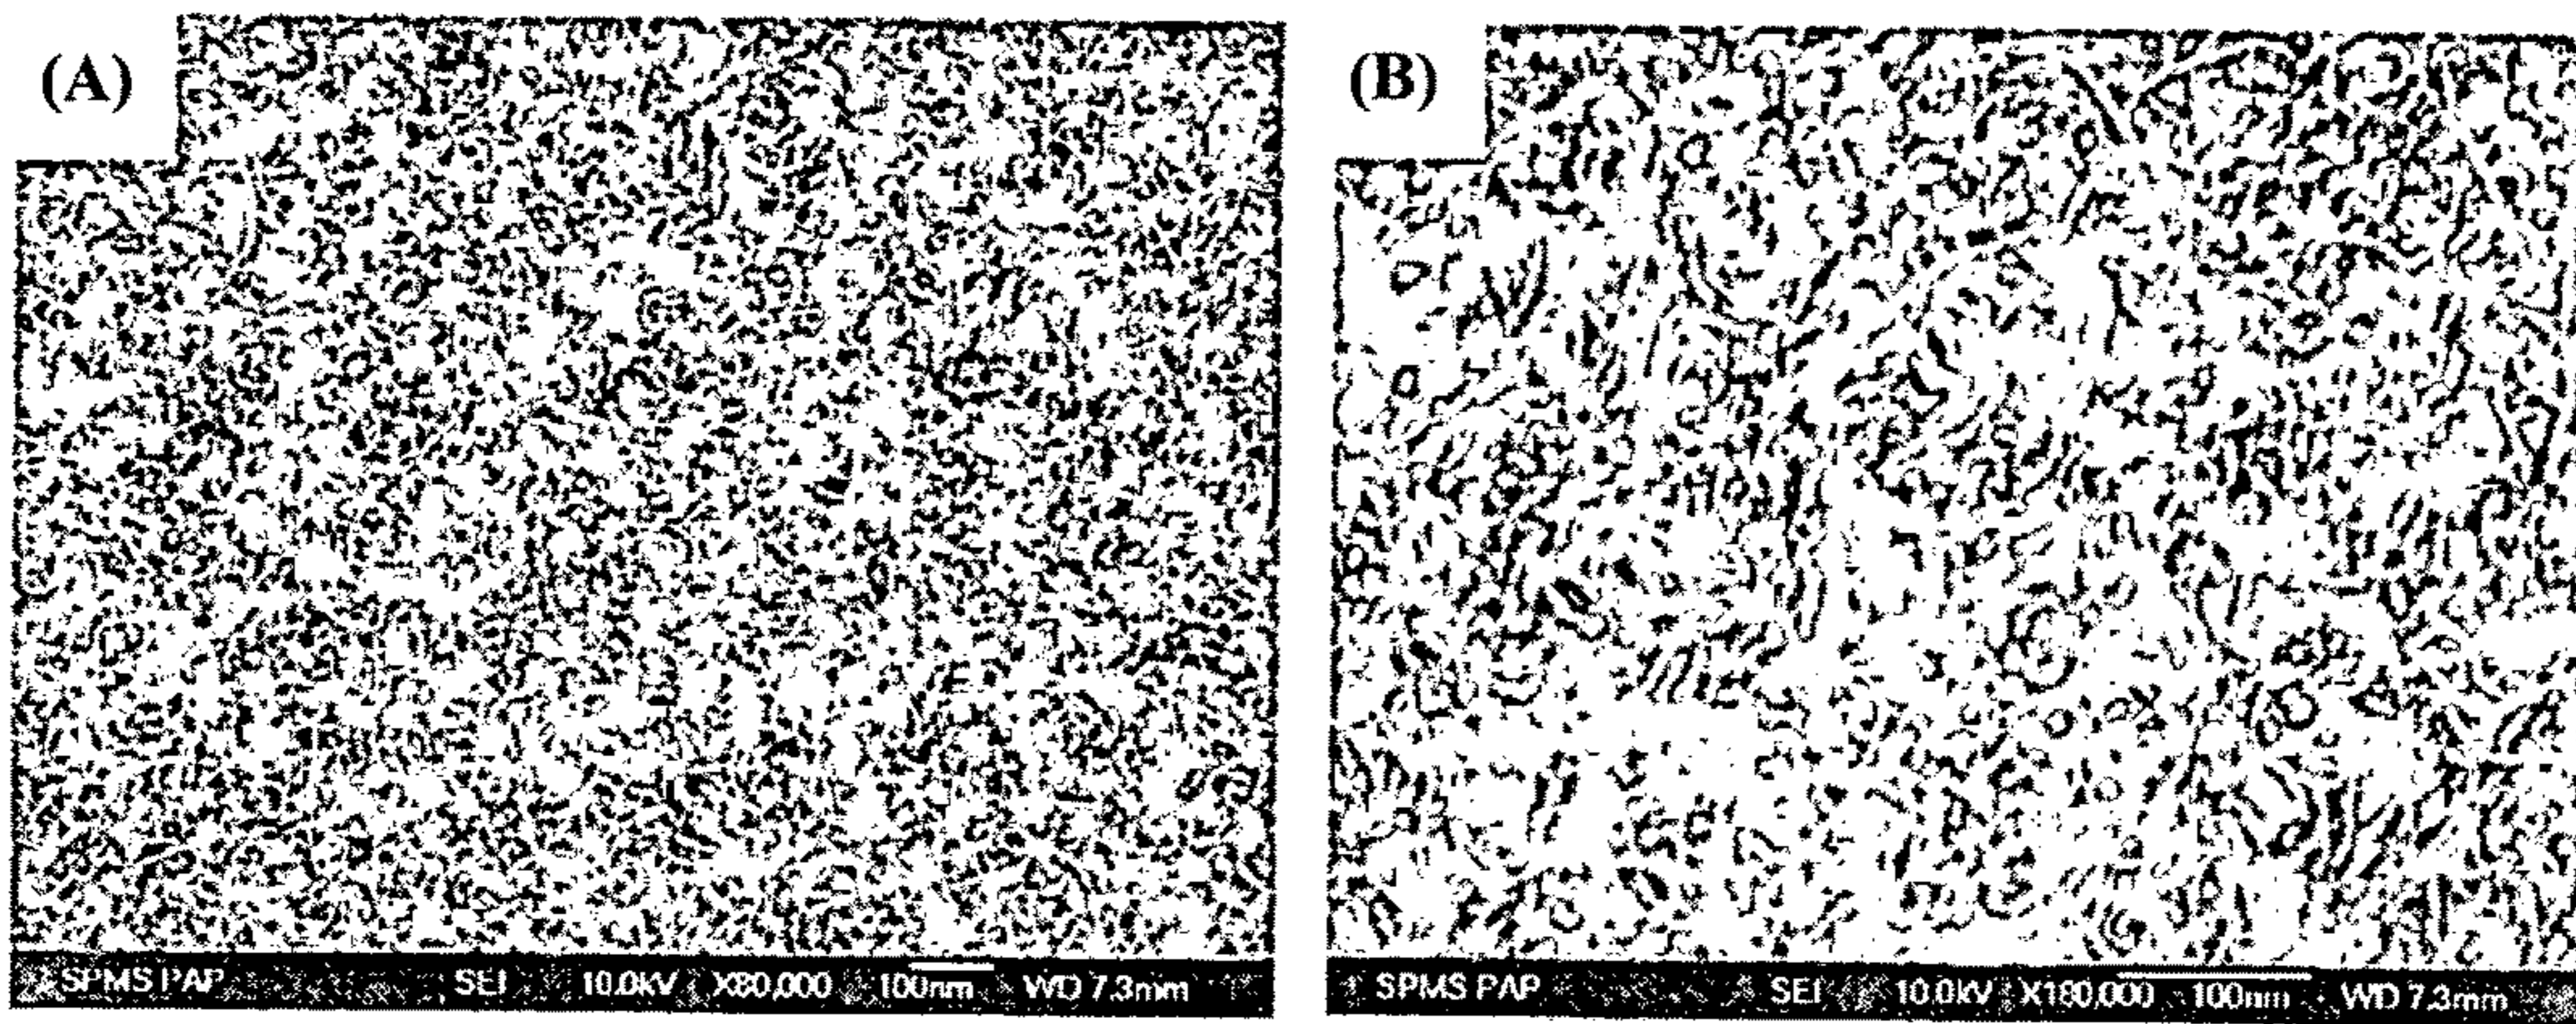 (A)
(B)
SPMS PAP SEI 10.0kV X80,000 100nm WD 7.3mm
SPMS PAP SEI 10.0kV X180,000 100nm WD 7.3mm